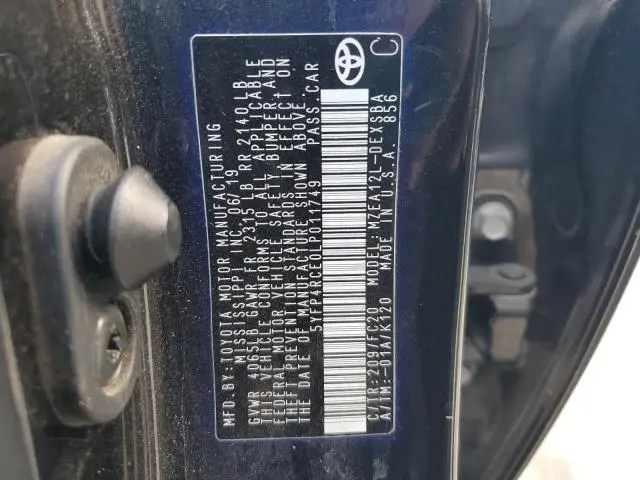 MFD. BY: TOYOTA MOTOR MANUFACTURING
MISSISSIPPI INC. 06/19
GVWR 4065LB GAWR FR 2315 LB RR 2140 LB
THIS VEHICLE CONFORMS TO ALL APPLICABLE
FEDERAL MOTOR VEHICLE SAFETY, BUMPER, AND
THEFT PREVENTION STANDARDS IN EFFECT ON
THE DATE OF MANUFACTURE SHOWN ABOVE.
5YFP4RCE0LP011749 PASS. CAR
C/TR: 209/FC20 MODEL: MZEA12L-DEXSBA
A/TM: -01A/K120 MADE IN U.S.A. 856
C